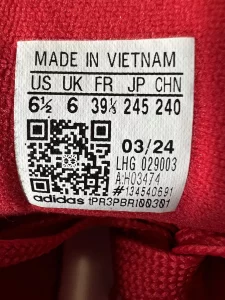 MADE IN VIETNAM
US UK FR JP CHN
6½ 6 39⅓ 245 240
03/24
LHG 029003
A:H03474
#134540691
adidas 1PR3PBR100301